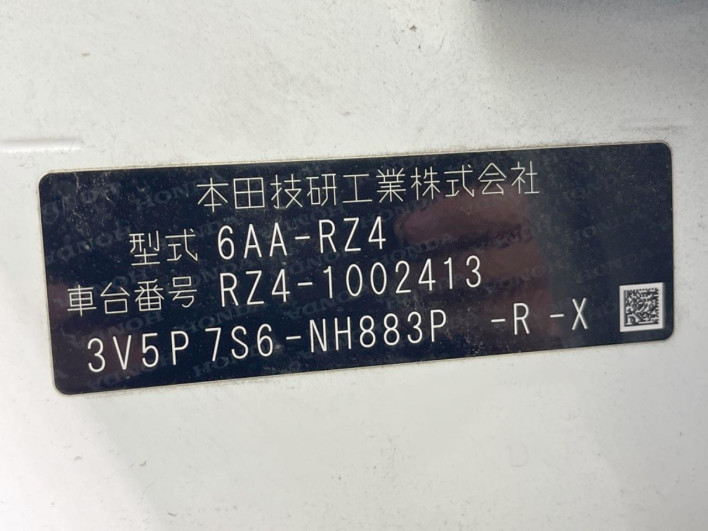 本田技研工業株式会社
型式 6AA-RZ4
車台番号 RZ4-1002413
3V5P 7S6-NH883P -R -X